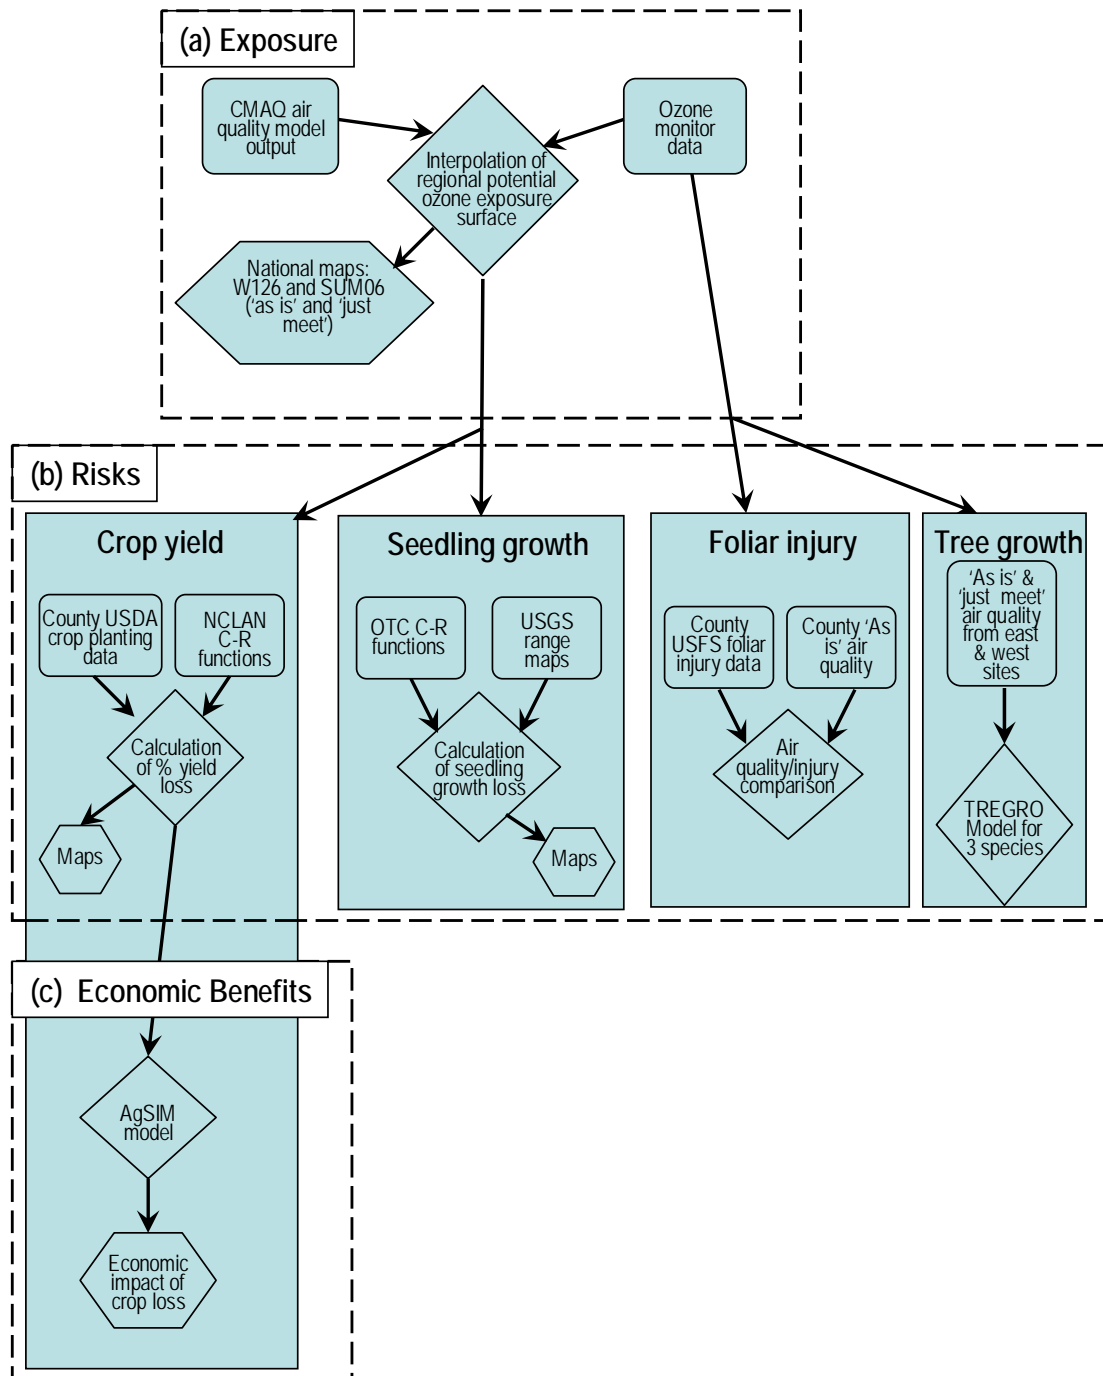 (a) Exposure
CMAQ air
quality model
output
Ozone
monitor
data
Interpolation of
regional potential
ozone exposure
surface
National maps:
W126 and SUM06
(‘as is’ and ‘just
meet’)
(b) Risks
Crop yield
County USDA
crop planting
data
NCLAN
C-R
functions
Calculation
of % yield
loss
Maps
Seedling growth
OTC C-R
functions
USGS
range
maps
Calculation
of seedling
growth loss
Maps
Foliar injury
County
USFS foliar
injury data
County ‘As
is’ air
quality
Air
quality/injury
comparison
Tree growth
‘As is’ &
‘just meet’
air quality
from east
& west
sites
TREGRO
Model for
3 species
(c) Economic Benefits
AgSIM
model
Economic
impact of
crop loss